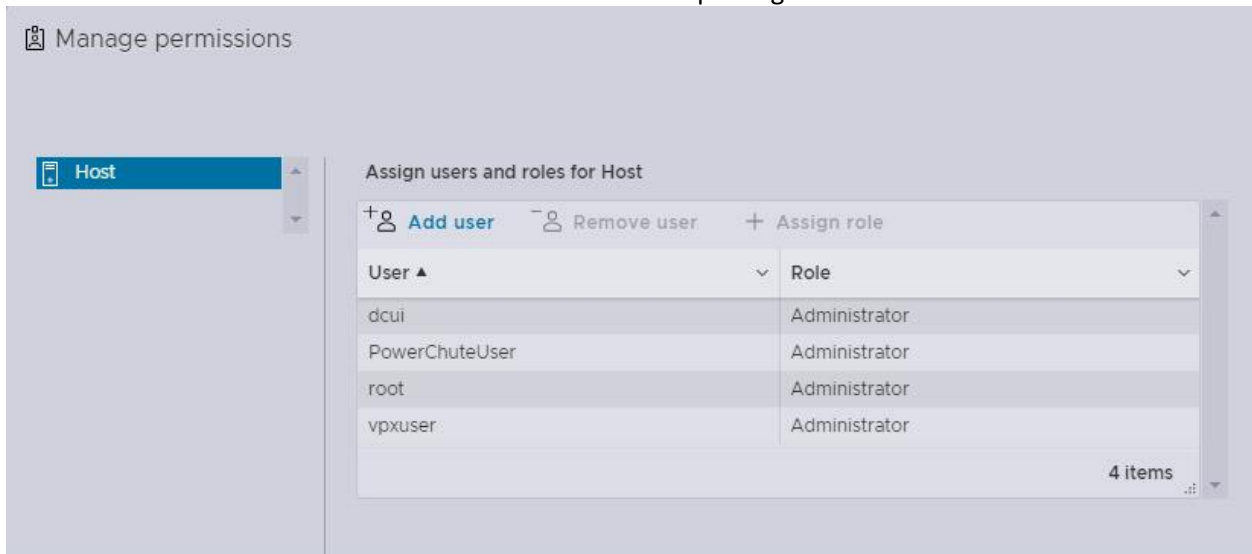 Manage permissions
Host
Assign users and roles for Host
Add user Remove user Assign role
User Role
dcui Administrator
PowerChuteUser Administrator
root Administrator
vpxuser Administrator
4 items